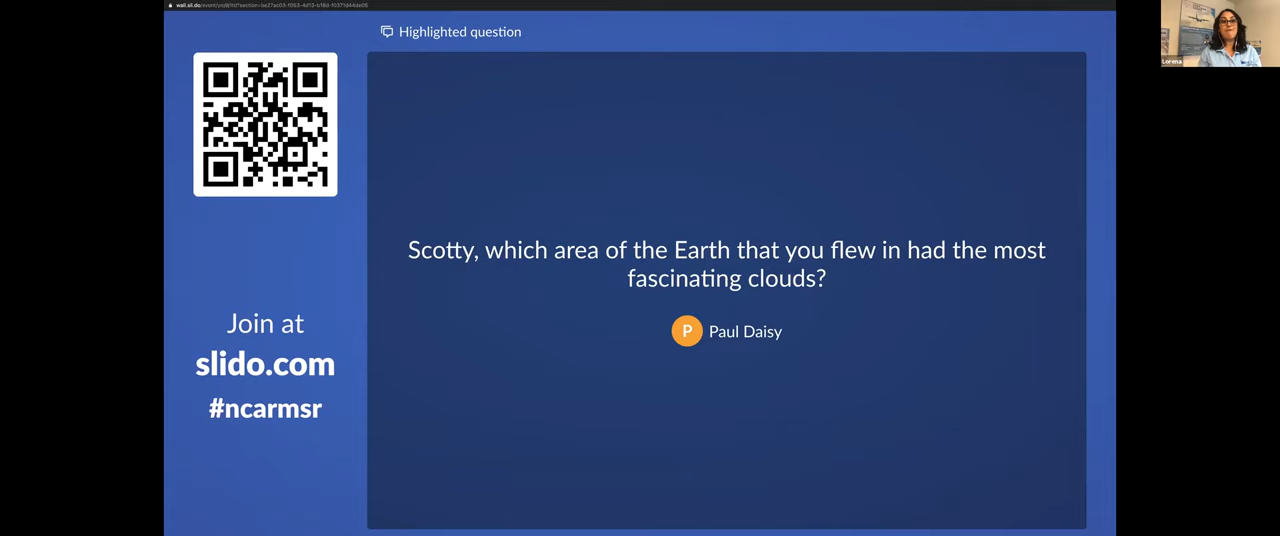 Highlighted question
Scotty, which area of the Earth that you flew in had the most
fascinating clouds?
P Paul Daisy
Join at
slido.com
#ncarmsr
Lorena